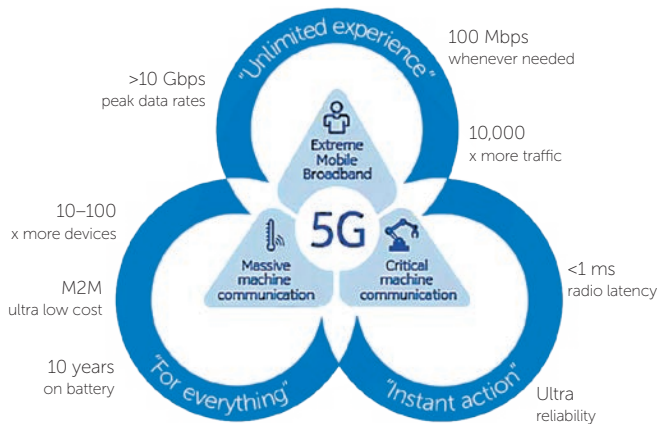 "Unlimited experience"
100 Mbps
whenever needed
>10 Gbps
peak data rates
10,000
x more traffic
Extreme
Mobile
Broadband
5G
10–100
x more devices
M2M
ultra low cost
10 years
on battery
Massive
machine
communication
Critical
machine
communication
<1 ms
radio latency
Ultra
reliability
"For everything"
"Instant action"